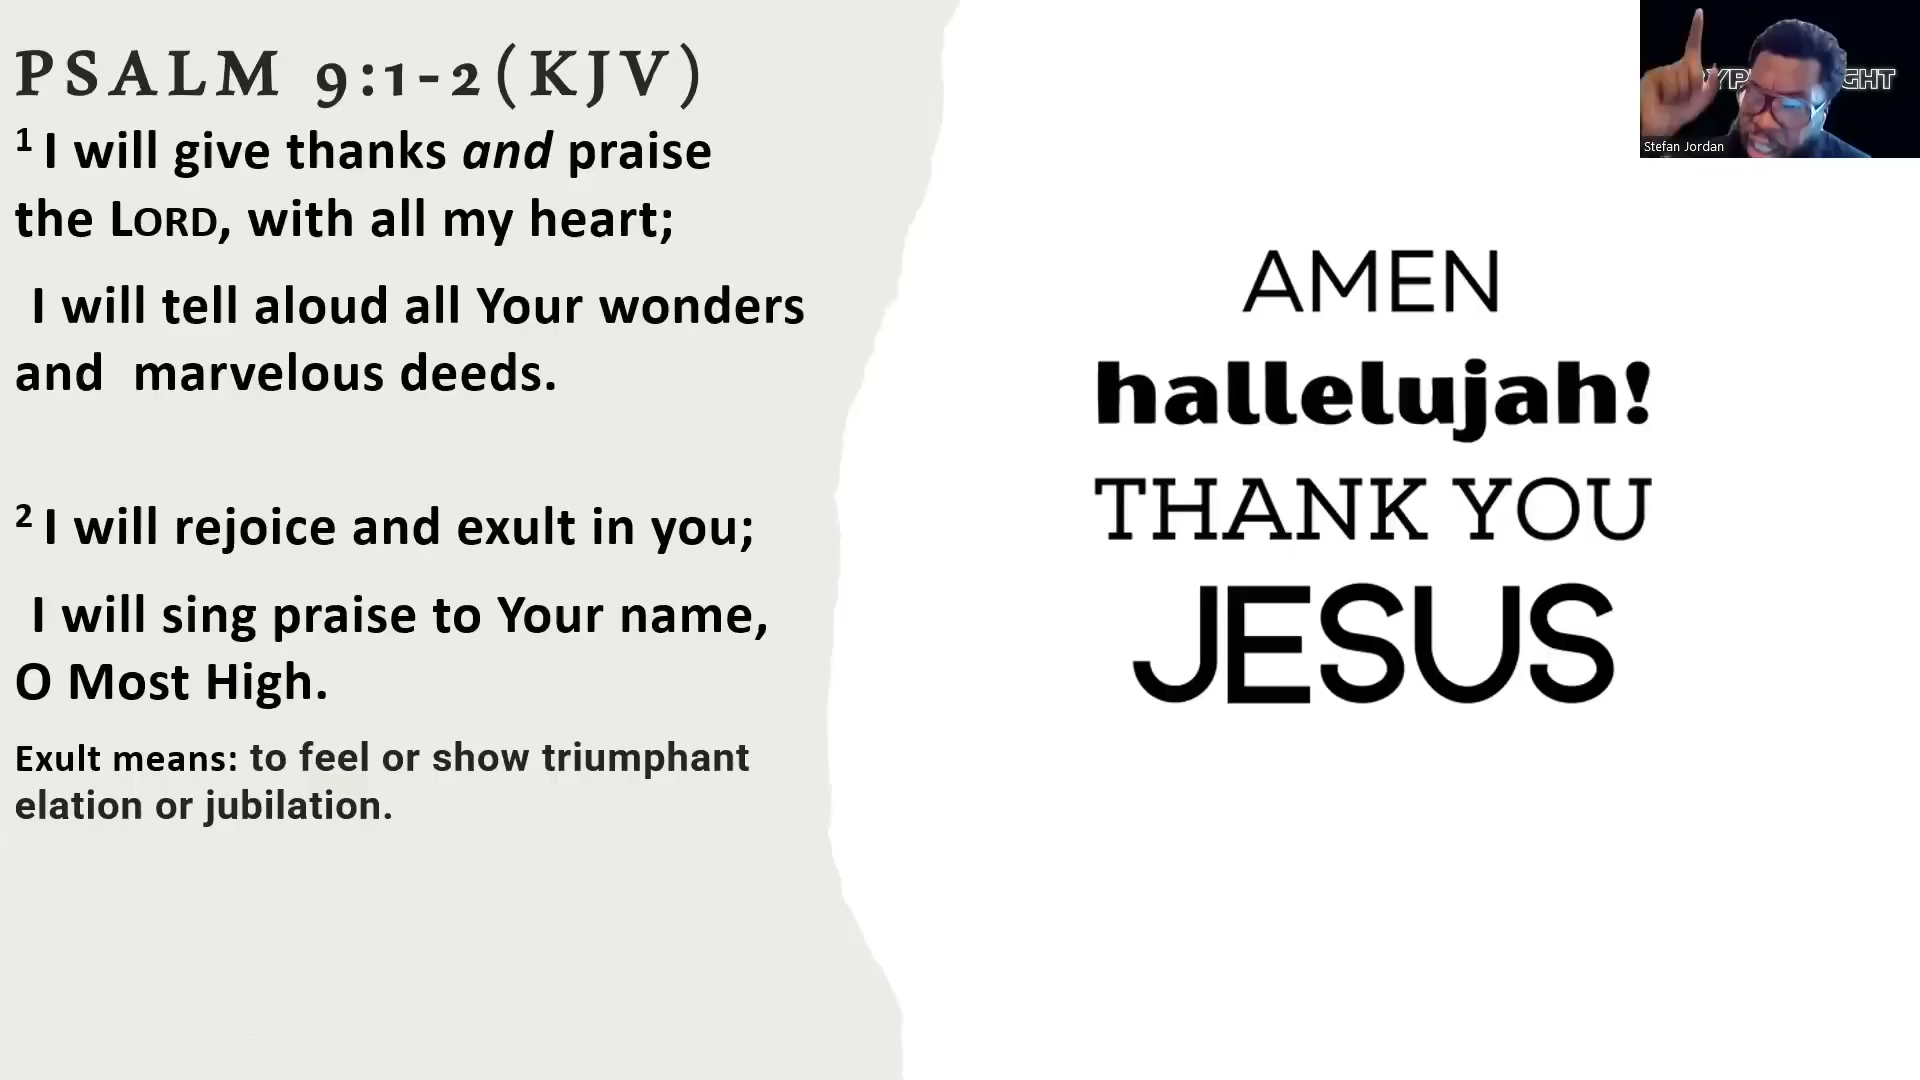 PSALM 9:1-2(KJV)
1 I will give thanks and praise
the LORD, with all my heart;
I will tell aloud all Your wonders
and marvelous deeds.
2 I will rejoice and exult in you;
I will sing praise to Your name,
O Most High.
Exult means: to feel or show triumphant
elation or jubilation.
AMEN
hallelujah!
THANK YOU
JESUS
Stefan Jordan